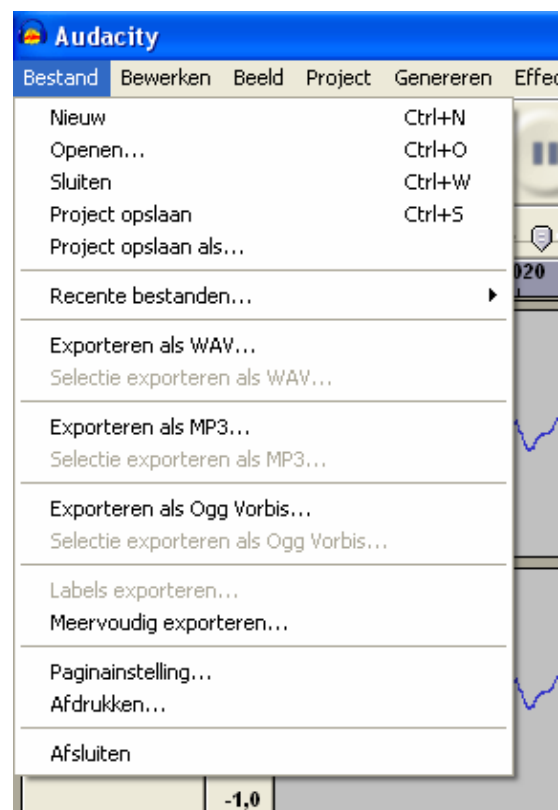 Audacity
Bestand Bewerken Beeld Project Genereren
Nieuw Ctrl+N
Openen... Ctrl+O
Sluiten Ctrl+W
Project opslaan Ctrl+S
Project opslaan als...
Recente bestanden...
Exporteren als WAV...
Selectie exporteren als WAV...
Exporteren als MP3...
Selectie exporteren als MP3...
Exporteren als Ogg Vorbis...
Selectie exporteren als Ogg Vorbis...
Labels exporteren...
Meervoudig exporteren...
Paginainstelling...
Afdrukken...
Afsluiten
-1,0